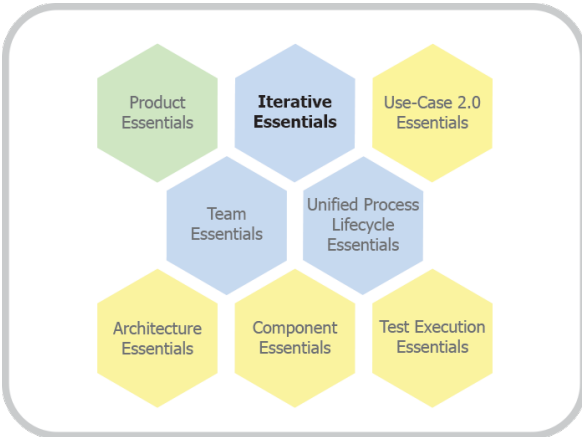 Product
Essentials
Iterative
Essentials
Use-Case 2.0
Essentials
Team
Essentials
Unified Process
Lifecycle
Essentials
Architecture
Essentials
Component
Essentials
Test Execution
Essentials